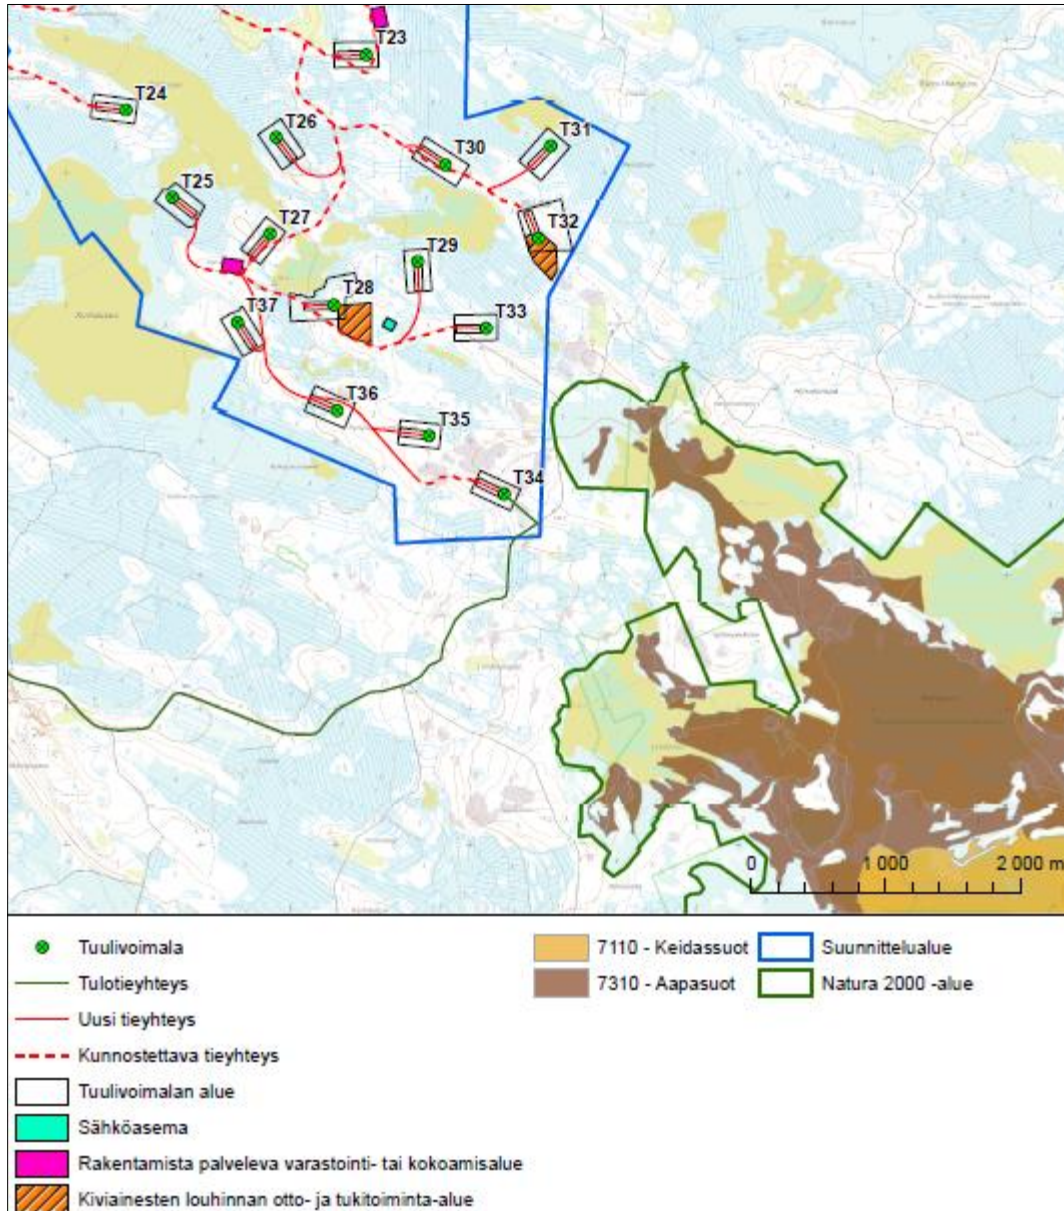 T23
T24
T26
T30
T31
T25
T27
T32
T29
T28
T37
T33
T36
T35
T34
0 1 000 2 000 m
Tuulivoimala
Tulotieyhteys
Uusi tieyhteys
Kunnostettava tieyhteys
Tuulivoimalan alue
Sähköasema
Rakentamista palveleva varastointi- tai kokoamisalue
Kiviainesten louhinnan otto- ja tukitoiminta-alue
7110 - Keidassuot
7310 - Aapasuot
Suunnittelualue
Natura 2000 -alue